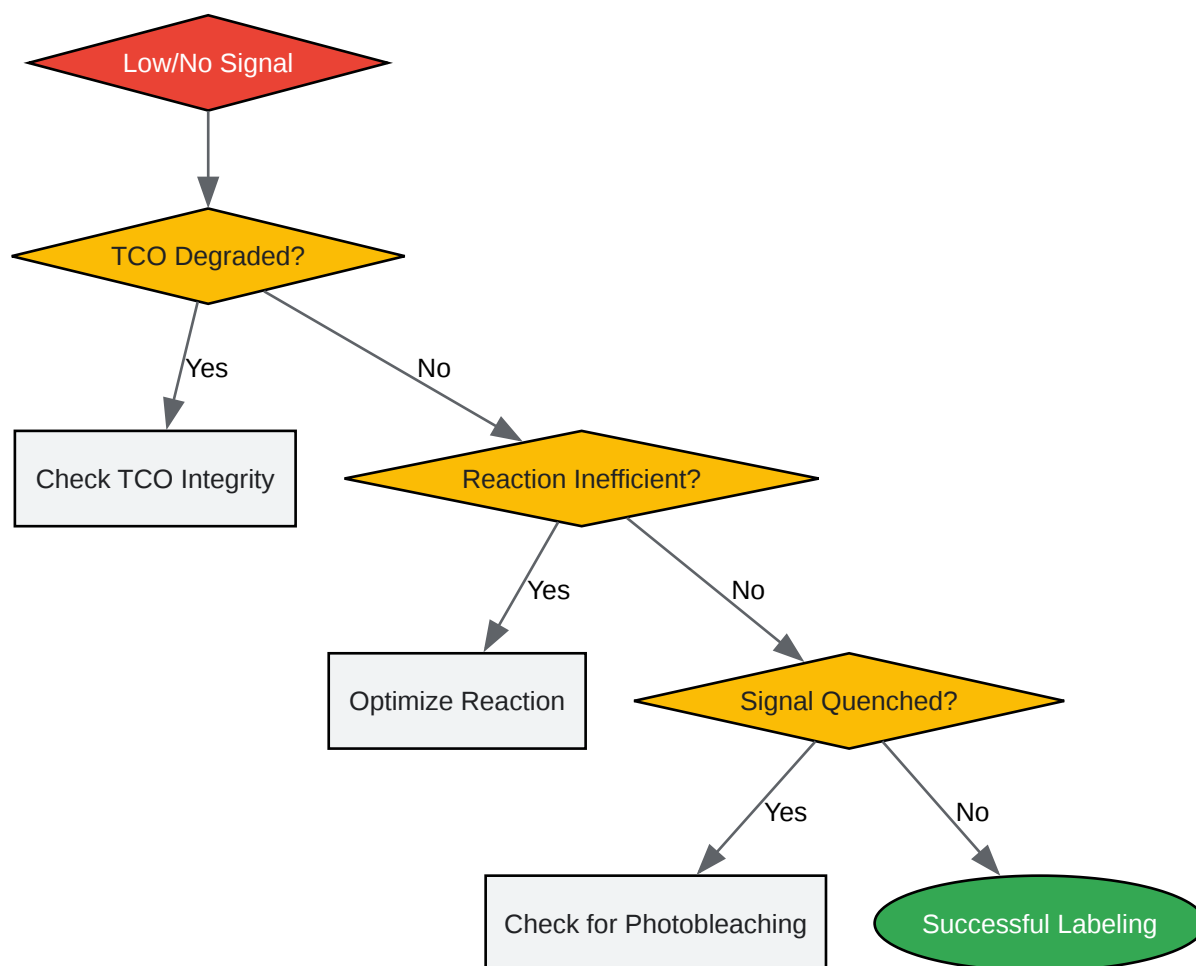 Low/No Signal
TCO Degraded?
Yes
No
Check TCO Integrity
Reaction Inefficient?
Yes
No
Optimize Reaction
Signal Quenched?
Yes
No
Check for Photobleaching
Successful Labeling